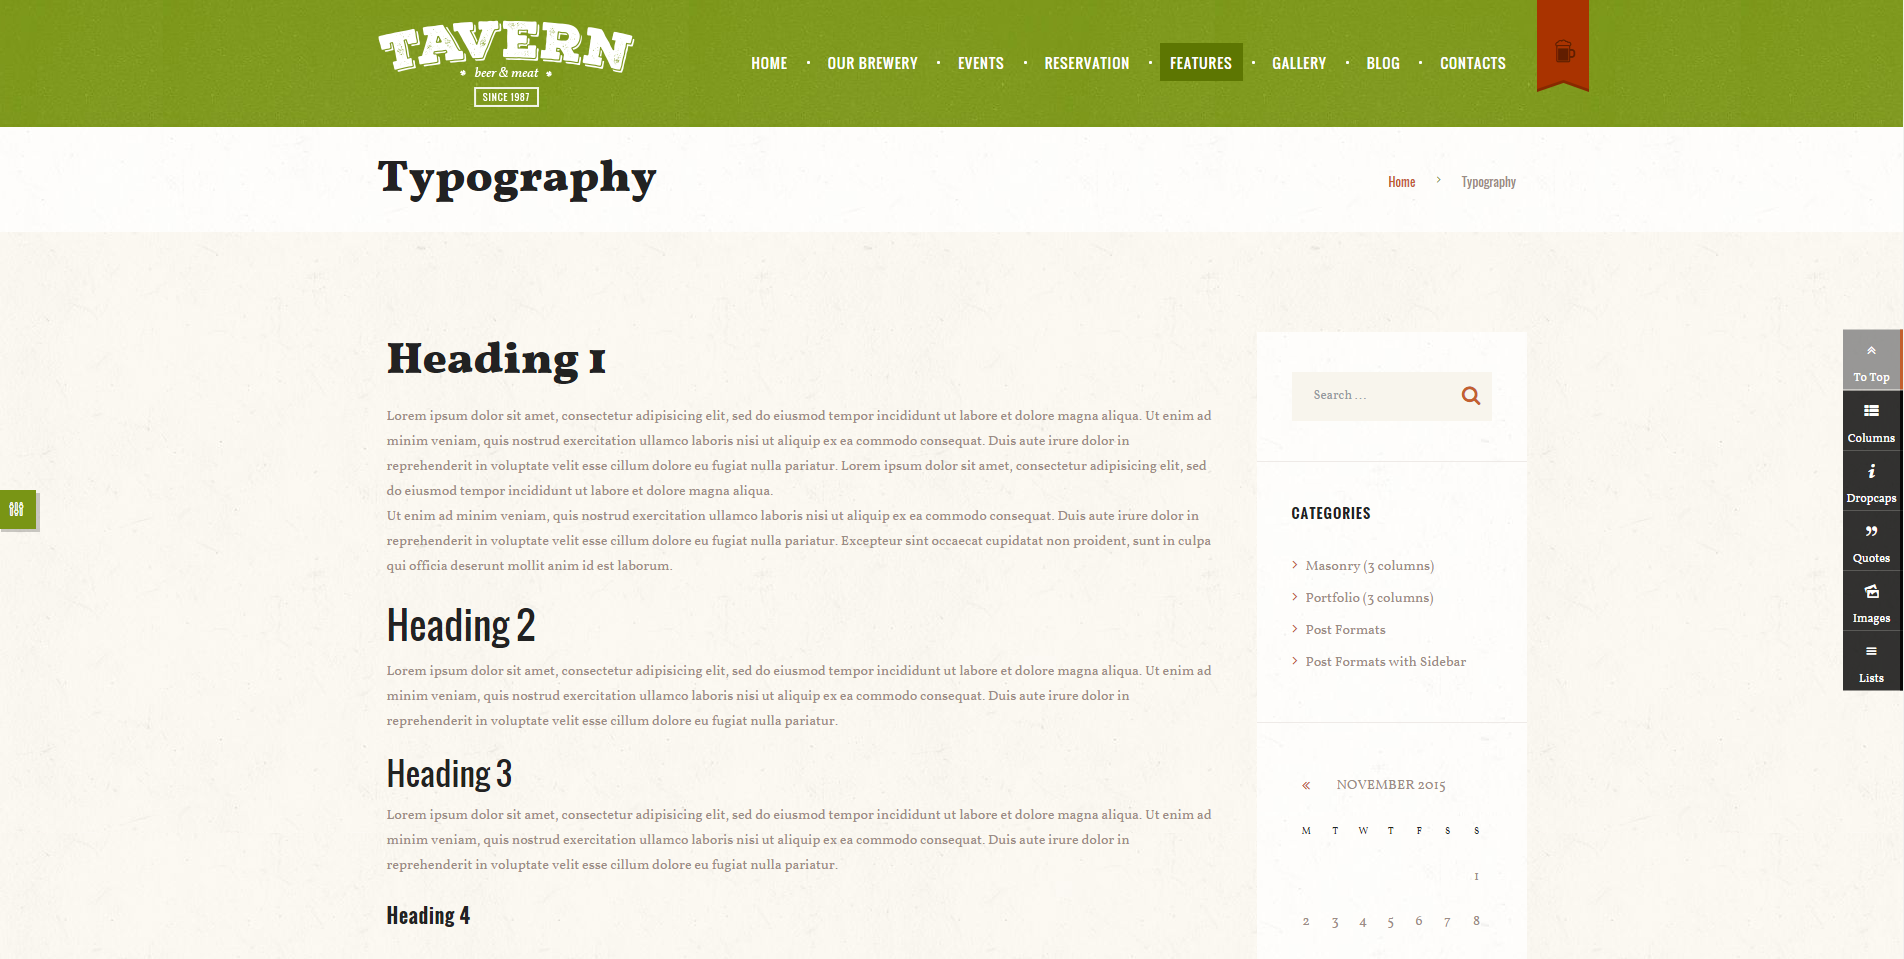 TAVERN
beer & meat
SINCE 1987
HOME
OUR BREWERY
EVENTS
RESERVATION
FEATURES
GALLERY
BLOG
CONTACTS
Typography
Home
Typography
Heading 1
Lorem ipsum dolor sit amet, consectetur adipisicing elit, sed do eiusmod tempor incididunt ut labore et dolore magna aliqua. Ut enim ad
minim veniam, quis nostrud exercitation ullamco laboris nisi ut aliquip ex ea commodo consequat. Duis aute irure dolor in
reprehenderit in voluptate velit esse cillum dolore eu fugiat nulla pariatur. Lorem ipsum dolor sit amet, consectetur adipisicing elit, sed
do eiusmod tempor incididunt ut labore et dolore magna aliqua.
Ut enim ad minim veniam, quis nostrud exercitation ullamco laboris nisi ut aliquip ex ea commodo consequat. Duis aute irure dolor in
reprehenderit in voluptate velit esse cillum dolore eu fugiat nulla pariatur. Excepteur sint occaecat cupidatat non proident, sunt in culpa
qui officia deserunt mollit anim id est laborum.
Heading 2
Lorem ipsum dolor sit amet, consectetur adipisicing elit, sed do eiusmod tempor incididunt ut labore et dolore magna aliqua. Ut enim ad
minim veniam, quis nostrud exercitation ullamco laboris nisi ut aliquip ex ea commodo consequat. Duis aute irure dolor in
reprehenderit in voluptate velit esse cillum dolore eu fugiat nulla pariatur.
Heading 3
Lorem ipsum dolor sit amet, consectetur adipisicing elit, sed do eiusmod tempor incididunt ut labore et dolore magna aliqua. Ut enim ad
minim veniam, quis nostrud exercitation ullamco laboris nisi ut aliquip ex ea commodo consequat. Duis aute irure dolor in
reprehenderit in voluptate velit esse cillum dolore eu fugiat nulla pariatur.
Heading 4
Search ...
CATEGORIES
Masonry (3 columns)
Portfolio (3 columns)
Post Formats
Post Formats with Sidebar
« NOVEMBER 2015
M T W T F S S
1
2 3 4 5 6 7 8
To Top
Columns
Dropcaps
Quotes
Images
Lists